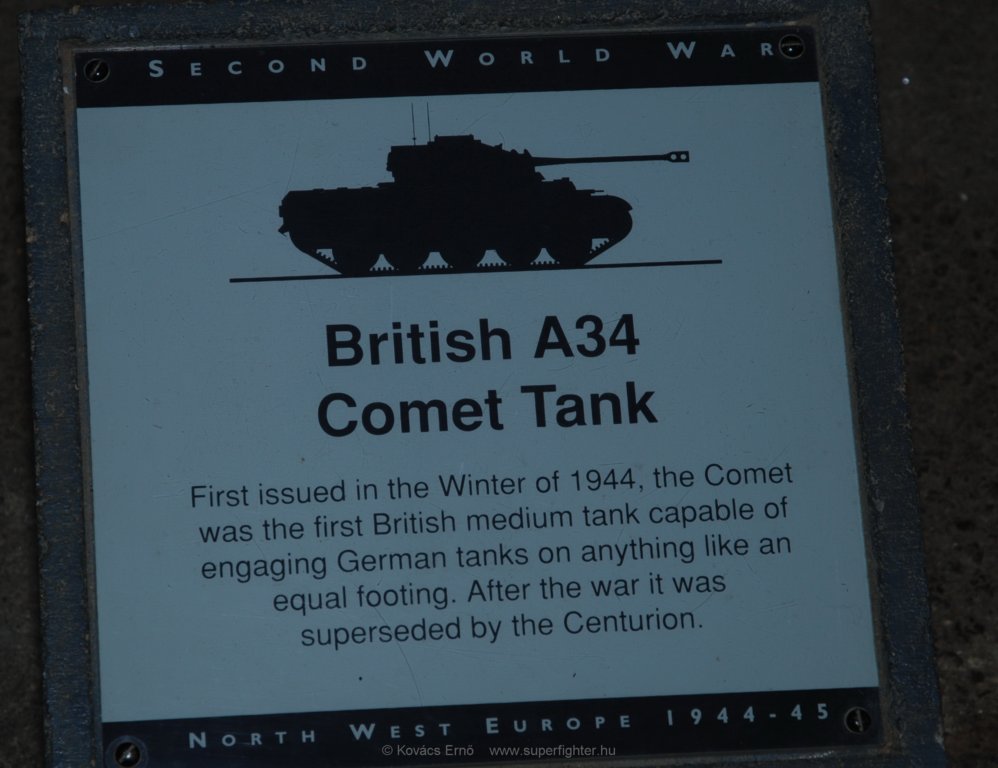 SECOND WORLD WAR
British A34
Comet Tank
First issued in the Winter of 1944, the Comet
was the first British medium tank capable of
engaging German tanks on anything like an
equal footing. After the war it was
superseded by the Centurion.
NORTH WEST EUROPE 1944-45
© Kovács Ernő www.superfighter.hu